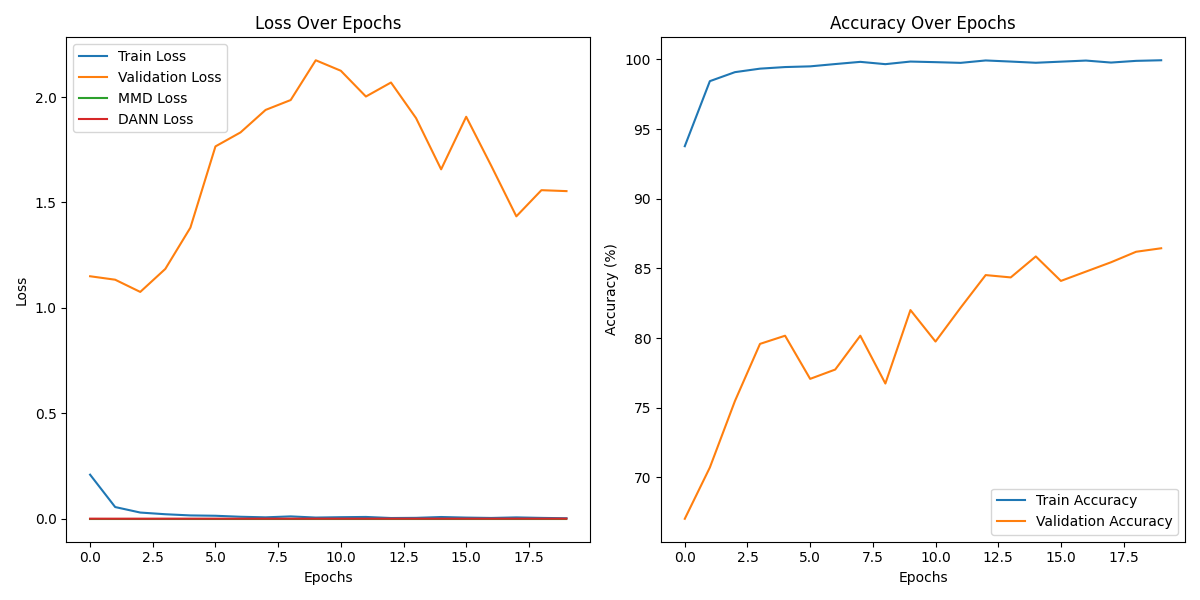 Loss Over Epochs
Train Loss
Validation Loss
MMD Loss
DANN Loss
2.0
1.5
1.0
0.5
0.0
Loss
0.0 2.5 5.0 7.5 10.0 12.5 15.0 17.5
Epochs
Accuracy Over Epochs
100
95
90
85
80
75
70
Accuracy (%)
Train Accuracy
Validation Accuracy
0.0 2.5 5.0 7.5 10.0 12.5 15.0 17.5
Epochs